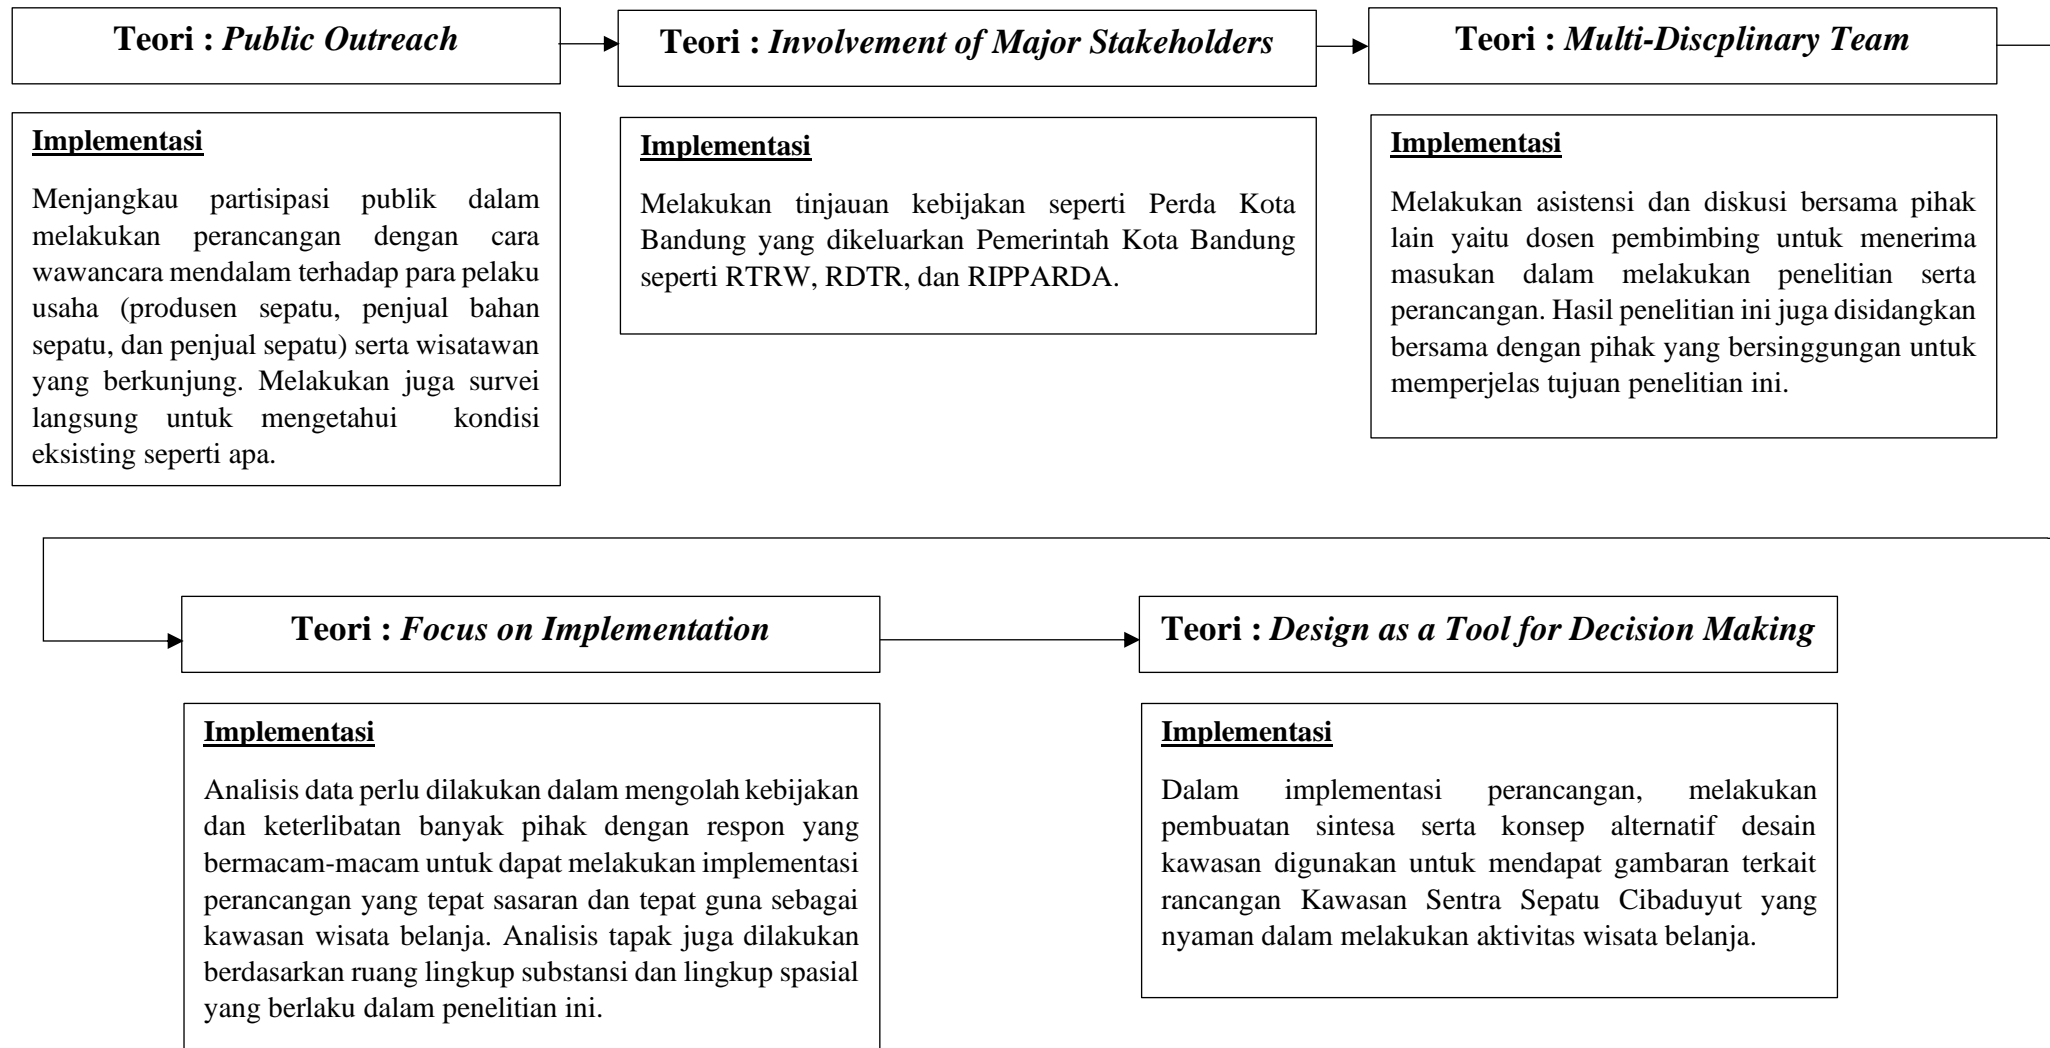 Teori : Public Outreach
Implementasi
Menjangkau partisipasi publik dalam
melakukan perancangan dengan cara
wawancara mendalam terhadap para pelaku
usaha (produsen sepatu, penjual bahan
sepatu, dan penjual sepatu) serta wisatawan
yang berkunjung. Melakukan juga survei
langsung untuk mengetahui kondisi
eksisting seperti apa.
Teori : Involvement of Major Stakeholders
Implementasi
Melakukan tinjauan kebijakan seperti Perda Kota
Bandung yang dikeluarkan Pemerintah Kota Bandung
seperti RTRW, RDTR, dan RIPPARDA.
Teori : Multi-Discplinary Team
Implementasi
Melakukan asistensi dan diskusi bersama pihak
lain yaitu dosen pembimbing untuk menerima
masukan dalam melakukan penelitian serta
perancangan. Hasil penelitian ini juga disidangkan
bersama dengan pihak yang bersinggungan untuk
memperjelas tujuan penelitian ini.
Teori : Focus on Implementation
Implementasi
Analisis data perlu dilakukan dalam mengolah kebijakan
dan keterlibatan banyak pihak dengan respon yang
bermacam-macam untuk dapat melakukan implementasi
perancangan yang tepat sasaran dan tepat guna sebagai
kawasan wisata belanja. Analisis tapak juga dilakukan
berdasarkan ruang lingkup substansi dan lingkup spasial
yang berlaku dalam penelitian ini.
Teori : Design as a Tool for Decision Making
Implementasi
Dalam implementasi perancangan, melakukan
pembuatan sintesa serta konsep alternatif desain
kawasan digunakan untuk mendapat gambaran terkait
rancangan Kawasan Sentra Sepatu Cibaduyut yang
nyaman dalam melakukan aktivitas wisata belanja.